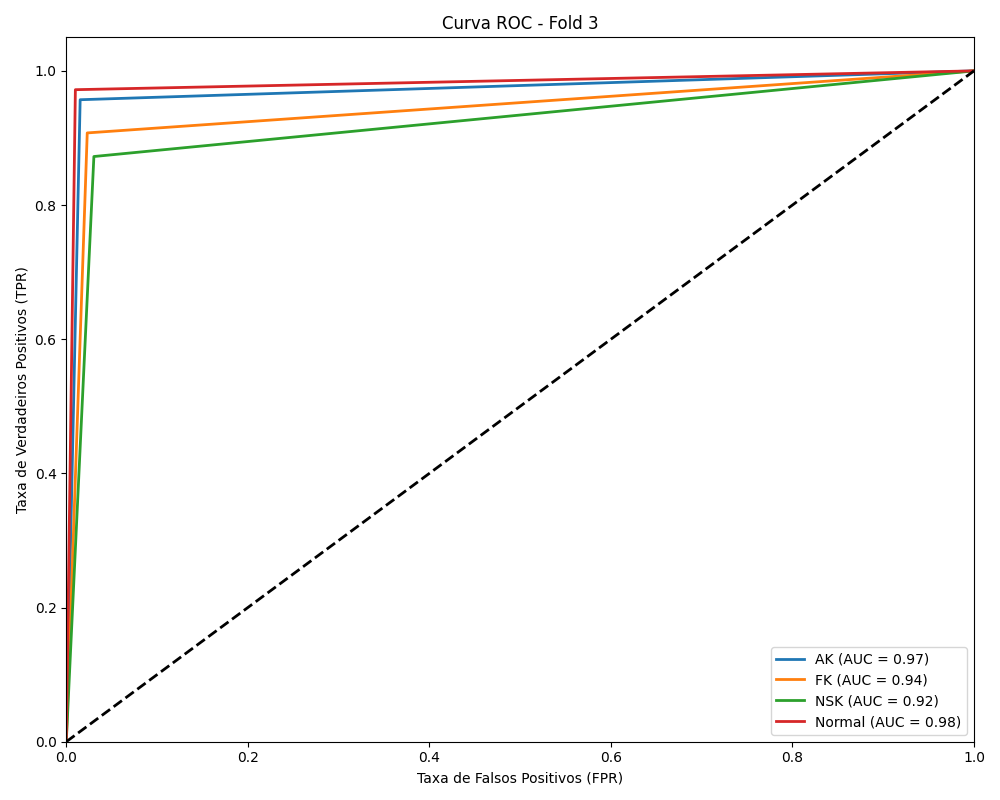 Curva ROC - Fold 3
Taxa de Verdadeiros Positivos (TPR)
1.0
0.8
0.6
0.4
0.2
0.0
0.0 0.2 0.4 0.6 0.8 1.0
Taxa de Falsos Positivos (FPR)
AK (AUC = 0.97)
FK (AUC = 0.94)
NSK (AUC = 0.92)
Normal (AUC = 0.98)